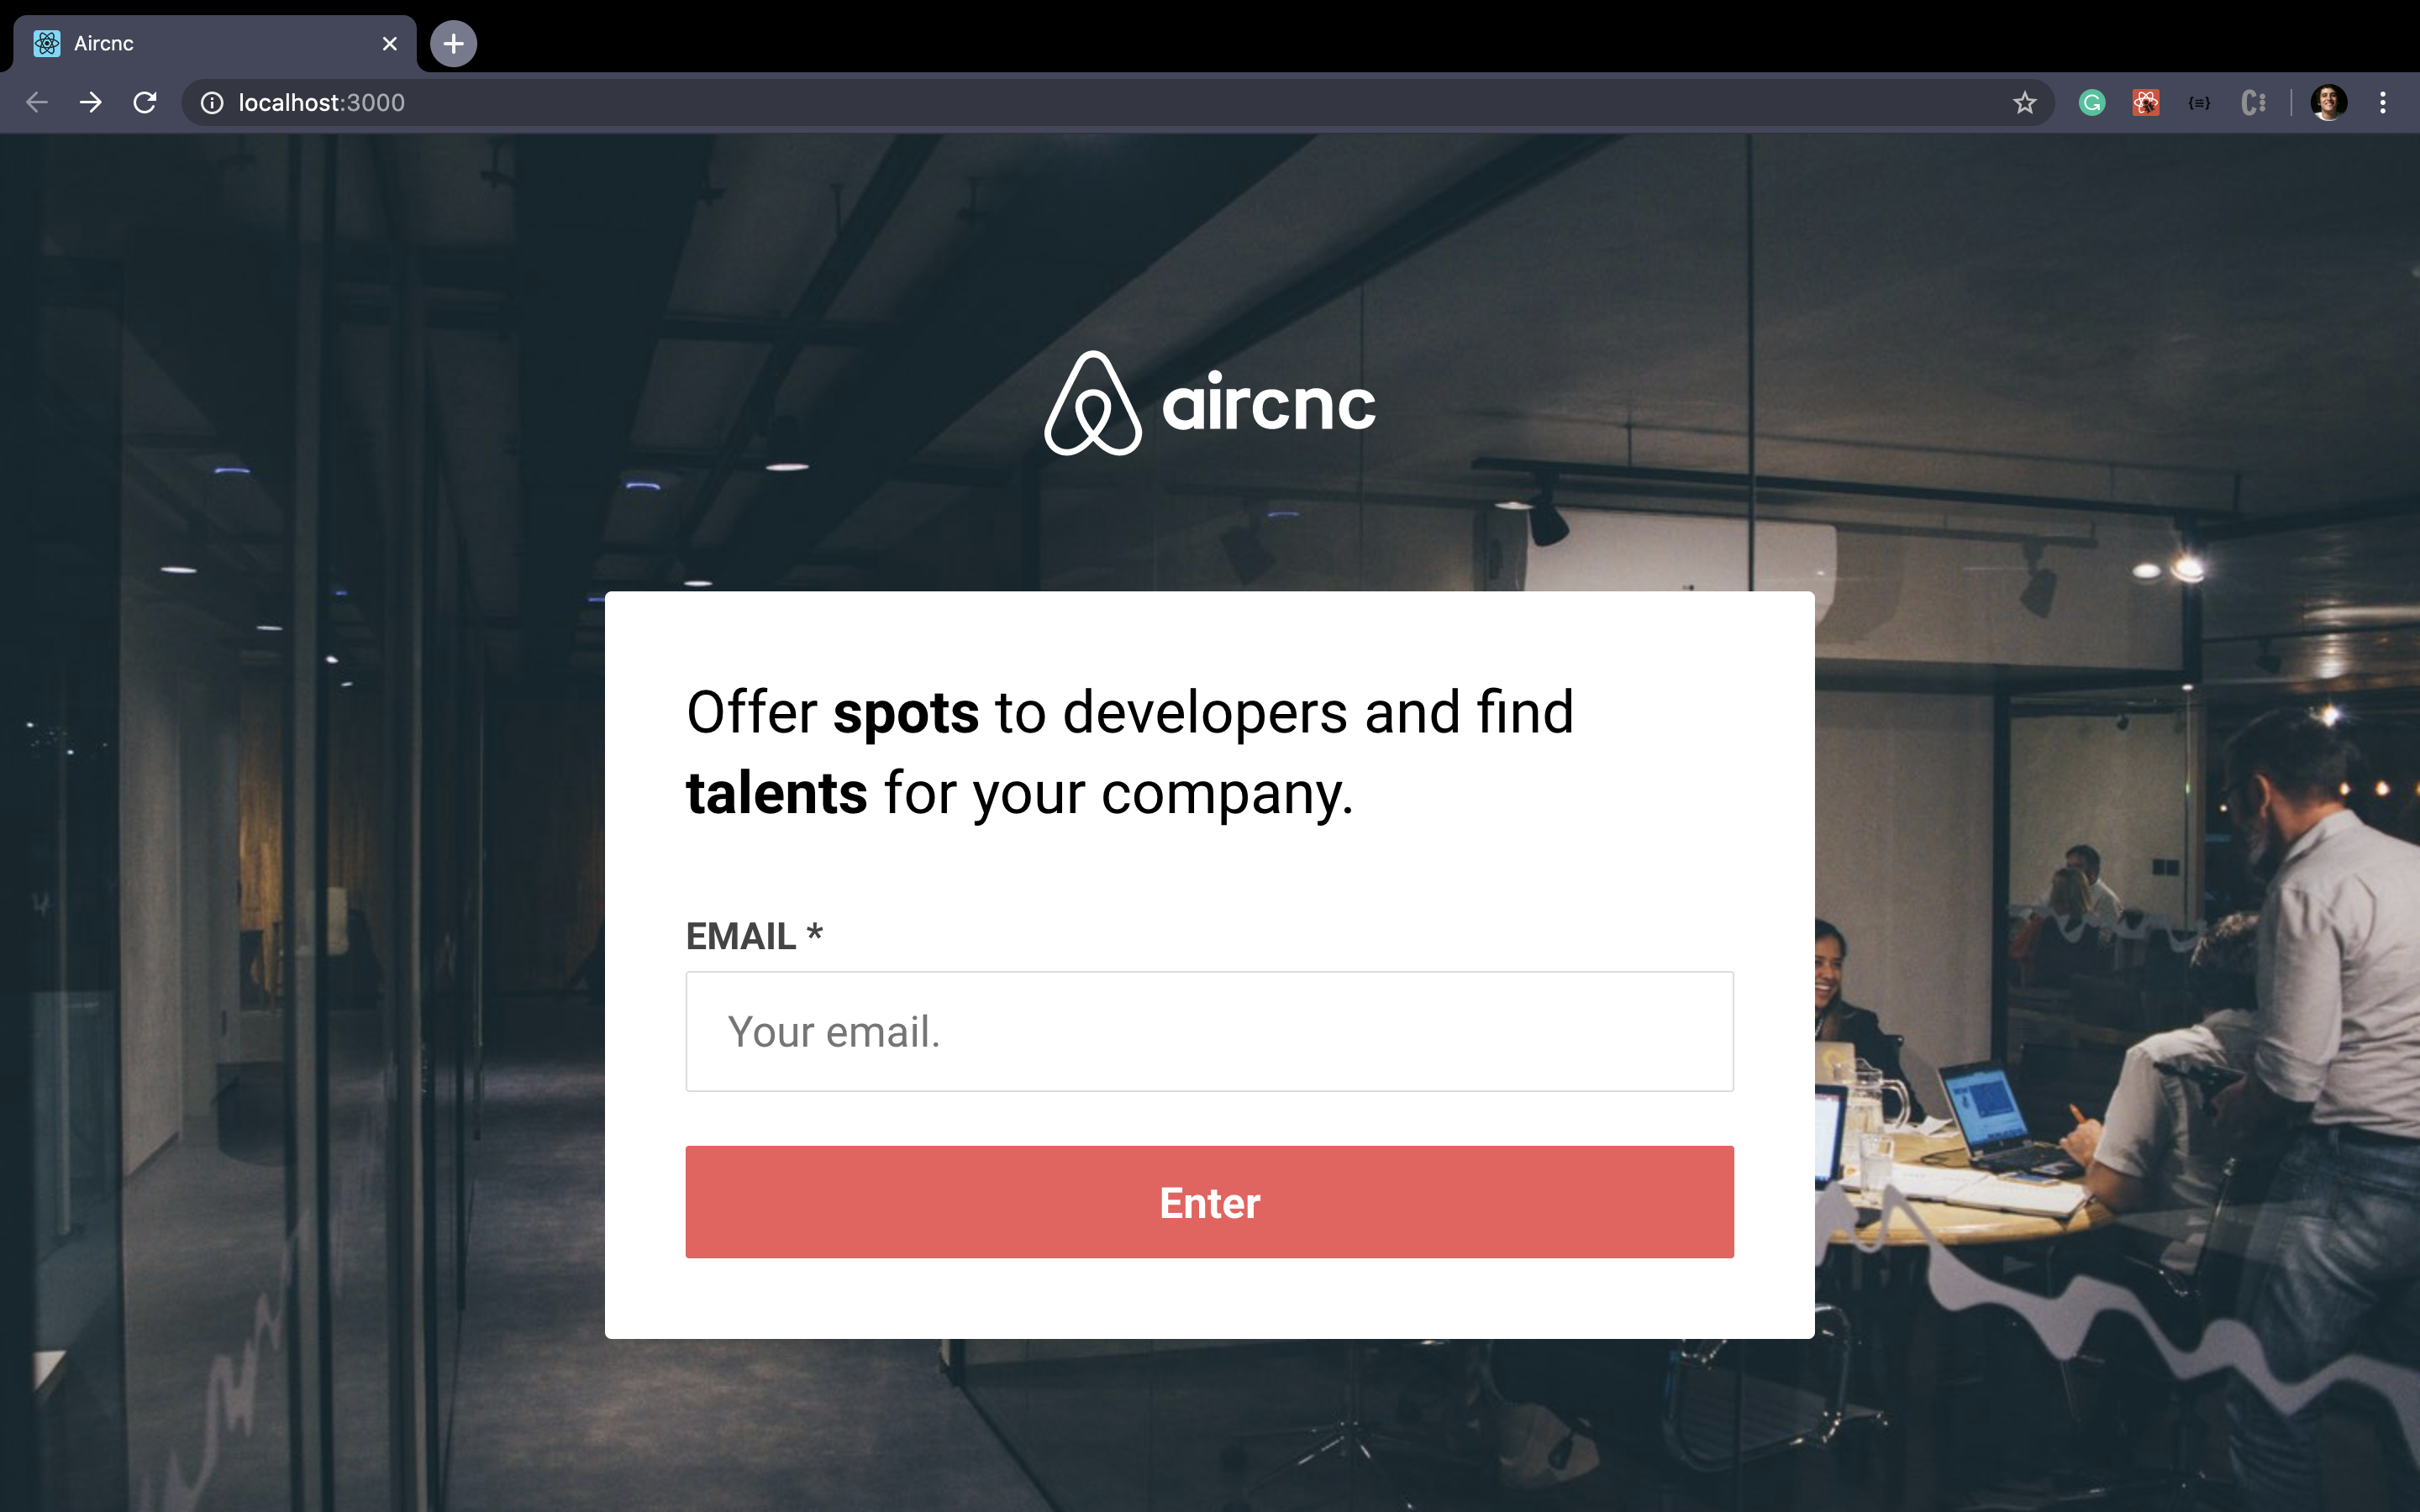 Aircnc
localhost:3000
aircnc
Offer spots to developers and find
talents for your company.
EMAIL *
Your email.
Enter